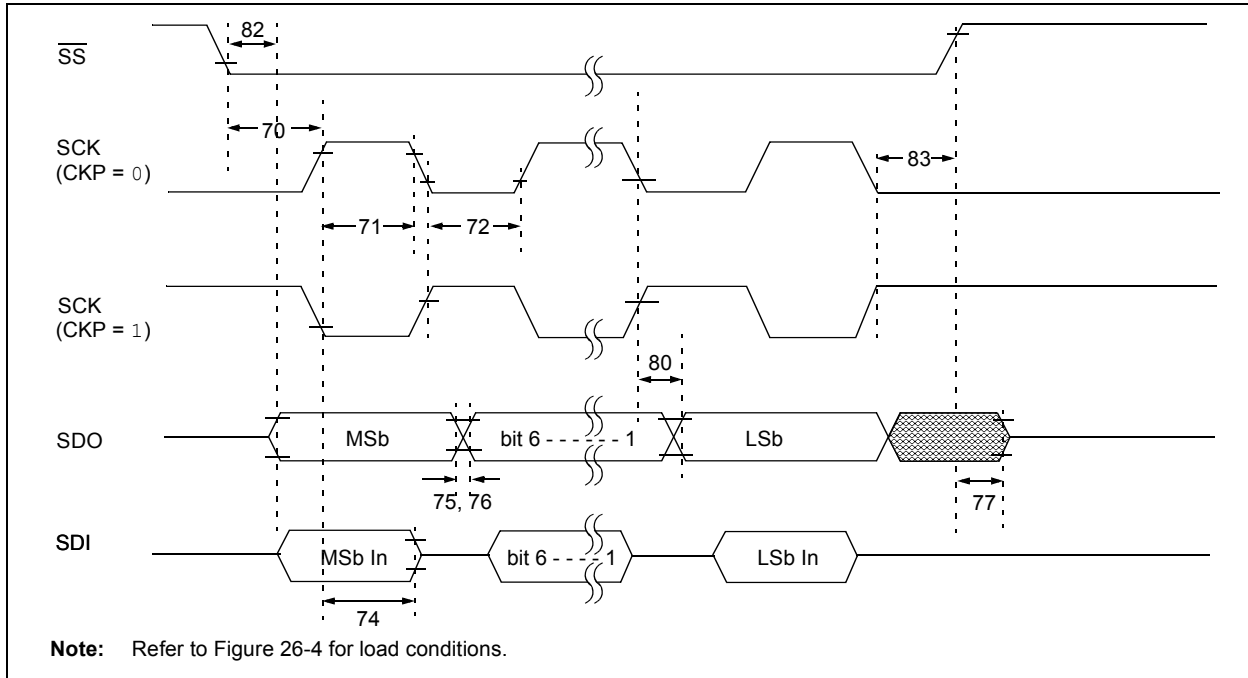 82
SS
70
SCK
(CKP = 0)
83
71
72
SCK
(CKP = 1)
80
SDO
MSb
bit 6 - - - - - - 1
LSb
75, 76
77
SDI
MSb In
bit 6 - - - - 1
LSb In
74
Note: Refer to Figure 26-4 for load conditions.